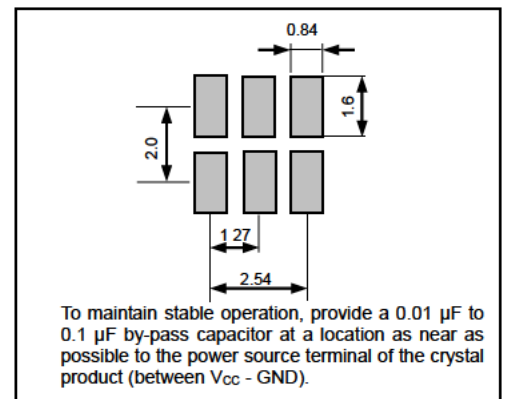 0.84
1.6
2.0
1 27
2.54
To maintain stable operation, provide a 0.01 µF to
0.1 µF by-pass capacitor at a location as near as
possible to the power source terminal of the crystal
product (between Vcc - GND).